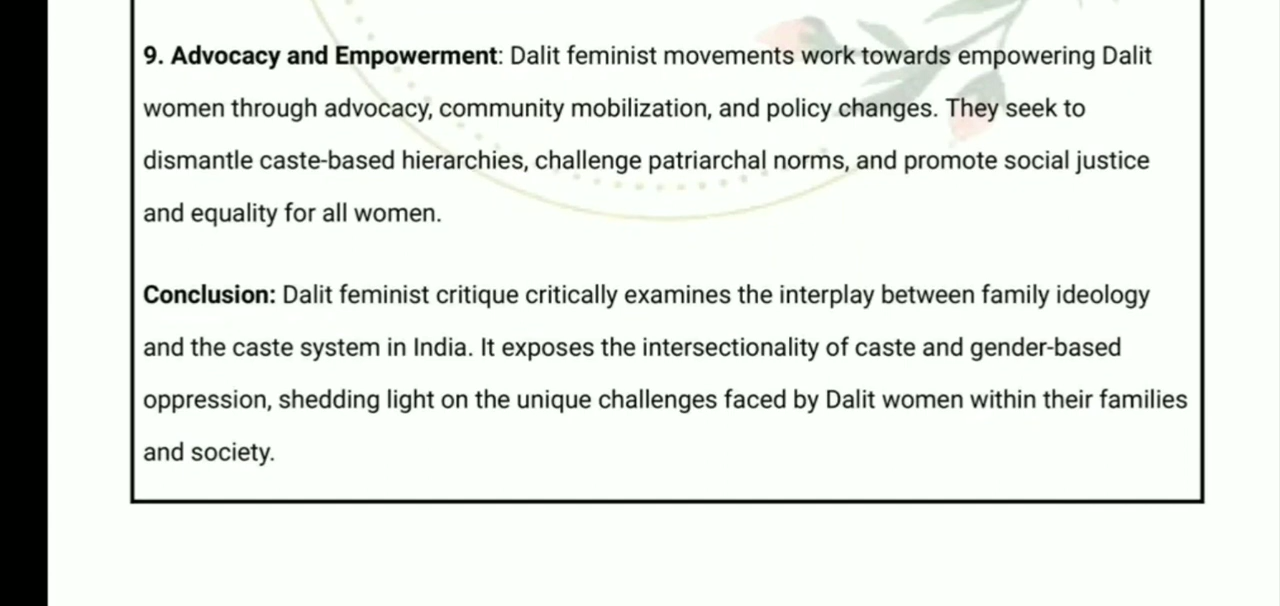 9. Advocacy and Empowerment: Dalit feminist movements work towards empowering Dalit
women through advocacy, community mobilization, and policy changes. They seek to
dismantle caste-based hierarchies, challenge patriarchal norms, and promote social justice
and equality for all women.
Conclusion: Dalit feminist critique critically examines the interplay between family ideology
and the caste system in India. It exposes the intersectionality of caste and gender-based
oppression, shedding light on the unique challenges faced by Dalit women within their families
and society.